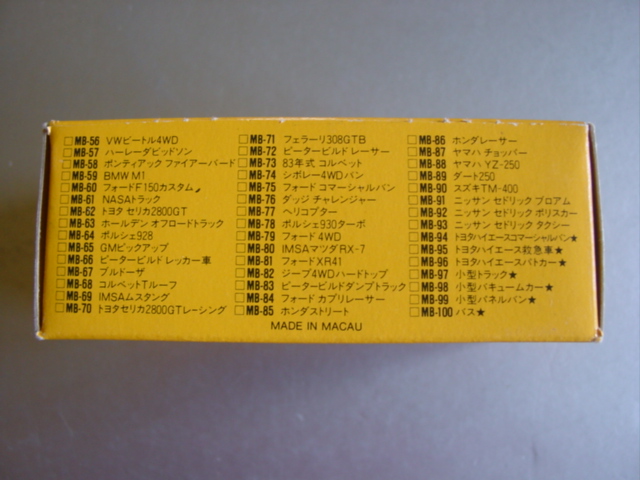 □MB-56 VWビートル4WD
□MB-57 ハーレーダビッドソン
□MB-58 ポンティアック ファイアーバード
□MB-59 BMW M1
□MB-60 フォードF150カスタム
□MB-61 NASAトラック
□MB-62 トヨタ セリカ2800GT
□MB-63 ホールデン オフロードトラック
□MB-64 ポルシェ928
□MB-65 GMピックアップ
□MB-66 ピータービルド レッカー車
□MB-67 ブルドーザ
□MB-68 コルベットTルーフ
□MB-69 IMSAムスタング
□MB-70 トヨタセリカ2800GTレーシング
□MB-71 フェラーリ308GTB
□MB-72 ピータービルド レーサー
□MB-73 83年式 コルベット
□MB-74 シボレー4WDバン
□MB-75 フォード コマーシャルバン
□MB-76 ダッヂ チャレンジャー
□MB-77 ヘリコプター
□MB-78 ポルシェ930ターボ
□MB-79 フォード 4WD
□MB-80 IMSAマツダRX-7
□MB-81 フォードXR41
□MB-82 ジープ4WDハードトップ
□MB-83 ピータービルドダンプトラック
□MB-84 フォード カプリレーサー
□MB-85 ホンダストリート
□MB-86 ホンダレーサー
□MB-87 ヤマハ チョッパー
□MB-88 ヤマハ YZ-250
□MB-89 ダート250
□MB-90 スズキTM-400
□MB-91 ニッサン セドリック ブロアム
□MB-92 ニッサン セドリック ポリスカー
□MB-93 ニッサン セドリック タクシー
□MB-94 トヨタハイエースコマーシャルバン★
□MB-95 トヨタハイエース救急車★
□MB-96 トヨタハイエースパトカー★
□MB-97 小型トラック★
□MB-98 小型バキュームカー★
□MB-99 小型パネルバン★
□MB-100 バス★
MADE IN MACAU